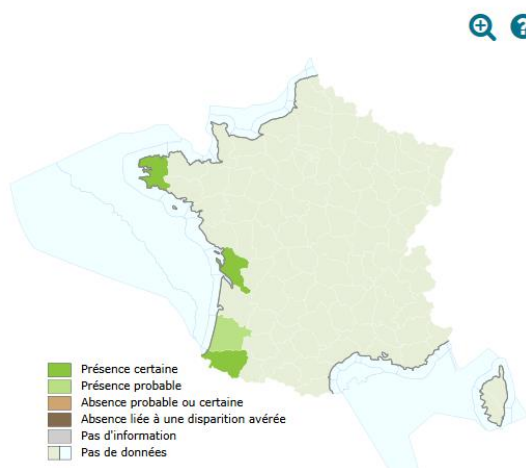 ?
Présence certaine
Présence probable
Absence probable ou certaine
Absence liée à une disparition avérée
Pas d'information
Pas de données